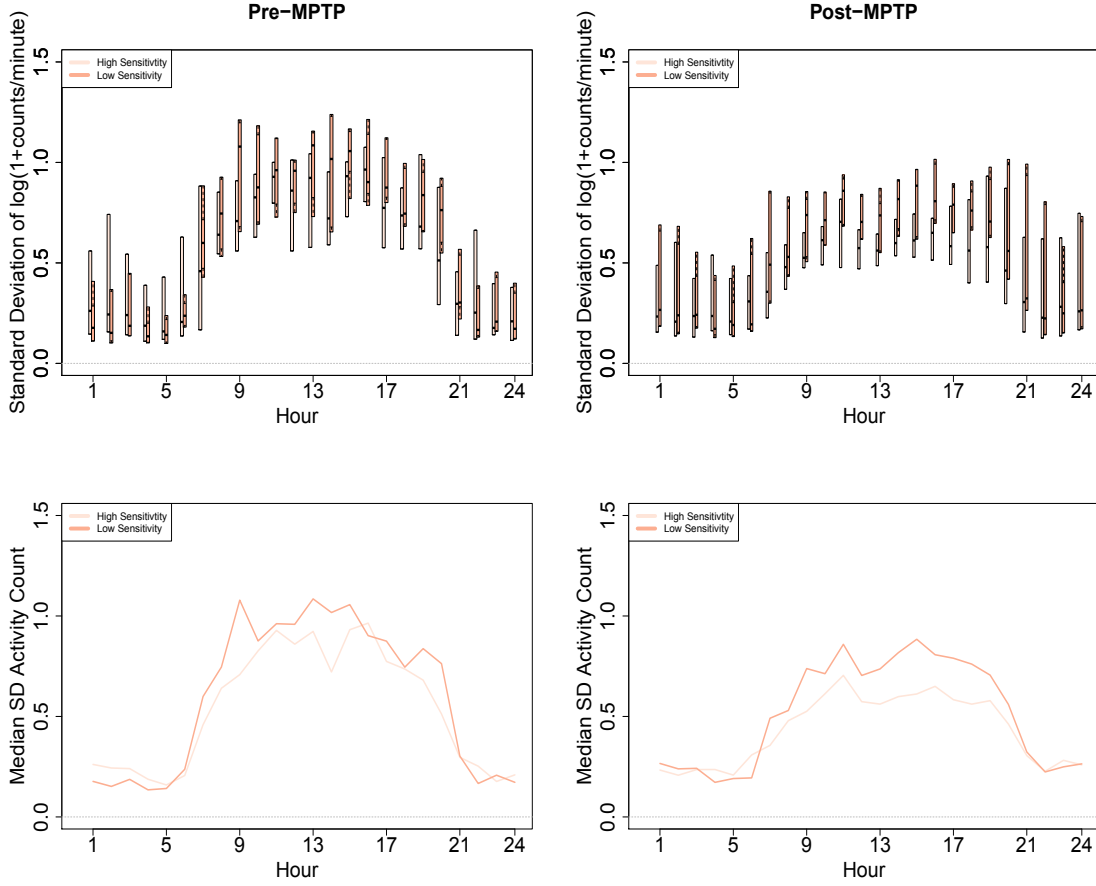 Pre−MPTP
Standard Deviation of log(1+counts/minute)
0.0
0.5
1.0
1.5
High Sensitivtity
Low Sensitivity
1
5
9
13
17
21
24
Hour
Post−MPTP
Standard Deviation of log(1+counts/minute)
0.0
0.5
1.0
1.5
High Sensitivtity
Low Sensitivity
1
5
9
13
17
21
24
Hour
Median SD Activity Count
0.0
0.5
1.0
1.5
High Sensitivtity
Low Sensitivity
1
5
9
13
17
21
24
Hour
Median SD Activity Count
0.0
0.5
1.0
1.5
High Sensitivtity
Low Sensitivity
1
5
9
13
17
21
24
Hour